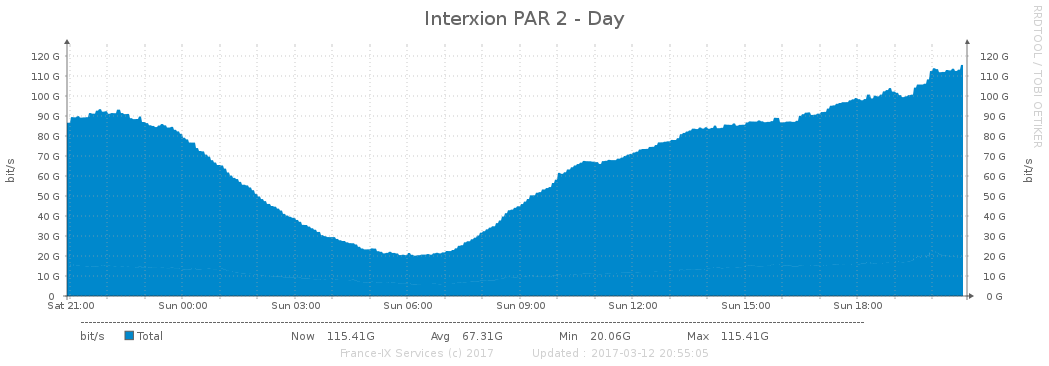 Interxion PAR 2 - Day
RRDTOOL / TOBI OETIKER
bit/s
120 G 120 G
110 G 110 G
100 G 100 G
90 G 90 G
80 G 80 G
70 G 70 G
60 G 60 G
50 G 50 G
40 G 40 G
30 G 30 G
20 G 20 G
10 G 10 G
0 0 G
bit/s
Sat 21:00 Sun 00:00 Sun 03:00 Sun 06:00 Sun 09:00 Sun 12:00 Sun 15:00 Sun 18:00
bit/s Total Now 115.41G Avg 67.31G Min 20.06G Max 115.41G
France-IX Services (c) 2017 Updated : 2017-03-12 20:55:05